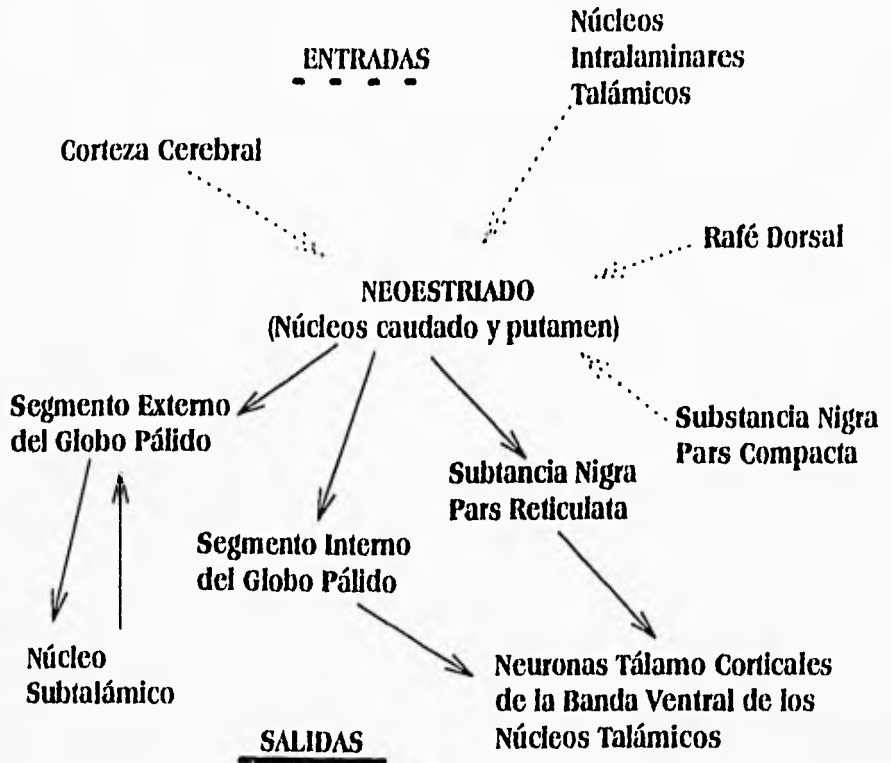 ENTRADAS
Núcleos
Intralaminares
Talámicos
Corteza Cerebral
Rafé Dorsal
NEOESTRIADO
(Núcleos caudado y putamen)
Segmento Externo
del Globo Pálido
Substancia Nigra
Pars Compacta
Subtancia Nigra
Pars Reticulata
Segmento Interno
del Globo Pálido
Núcleo
Subtalámico
Neuronas Tálamo Corticales
de la Banda Ventral de los
Núcleos Talámicos
SALIDAS